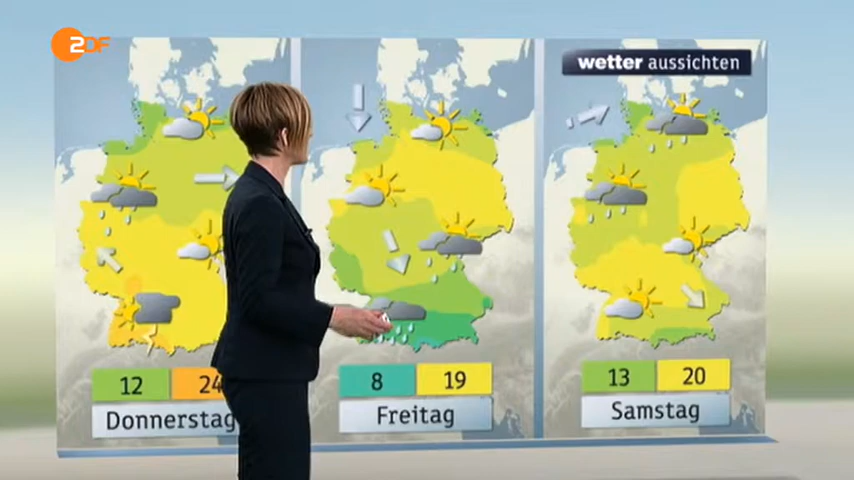 2DF
wetter aussichten
12 24
Donnerstag
8 19
Freitag
13 20
Samstag